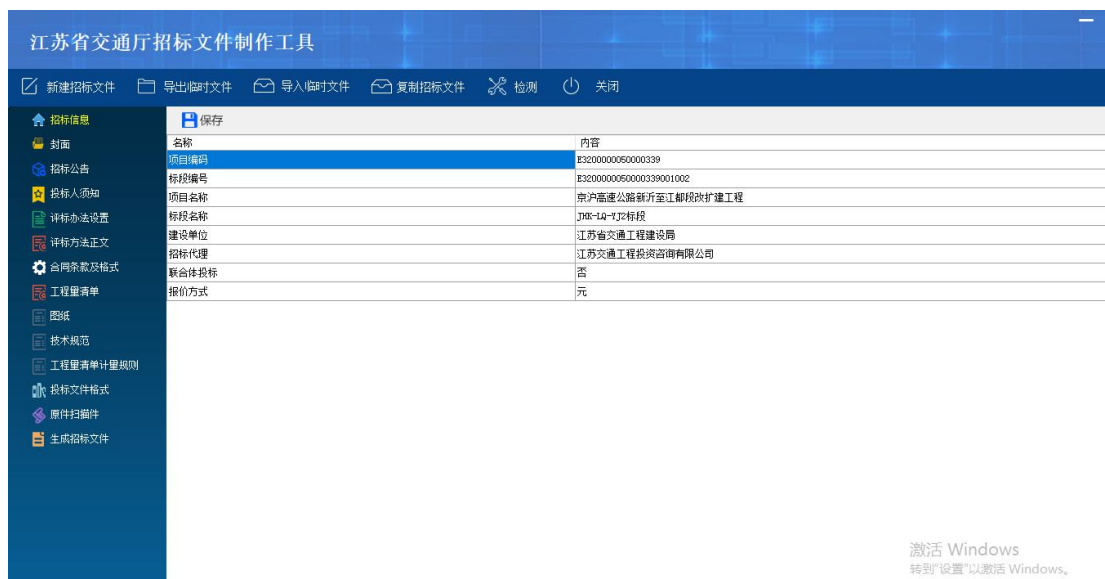 江苏省交通厅招标文件制作工具
新建招标文件 导出临时文件 导入临时文件 复制招标文件 检测 关闭
招标信息
封面
招标公告
投标人须知
评标办法设置
评标方法正文
合同条款及格式
工程量清单
图纸
技术规范
工程量清单计量规则
投标文件格式
原件扫描件
生成招标文件
保存
名称 内容
项目编码 E3200000050000339
标段编号 E3200000050000339001002
项目名称 京沪高速公路新沂至江都段改扩建工程
标段名称 JHK-LQ-YJ2标段
建设单位 江苏省交通工程建设局
招标代理 江苏交通工程投资咨询有限公司
联合体投标 否
报价方式 元
激活 Windows
转到"设置"以激活 Windows。